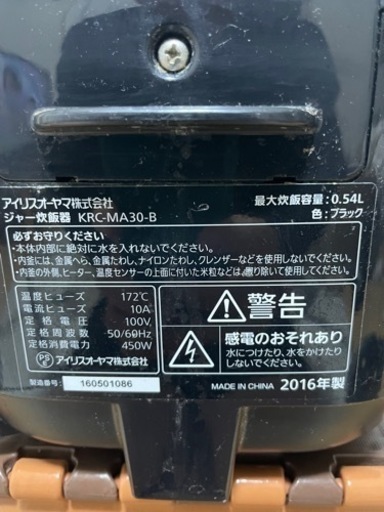 アイリスオーヤマ株式会社
ジャー炊飯器 KRC-MA30-B
最大炊飯容量:0.54L
色:ブラック
必ずお守りください
・本体内部に絶対に水を入れないでください
・内釜には、金属へら、金属たわし、ナイロンたわし、クレンザーなどを使用しないでください。
・内釜の外側、ヒーター、温度センサーの上面に付いた米粒などは必ず取り除いて使用してください。
温度ヒューズ 172℃
電流ヒューズ 10A
定格電圧 100V
定格周波数 50/60Hz
定格消費電力 450W
PS
E
アイリスオーヤマ株式会社
製造番号: 160501086
警告
感電のおそれあり
水につけたり、水をかけたり
しないでください。
MADE IN CHINA 2016年製